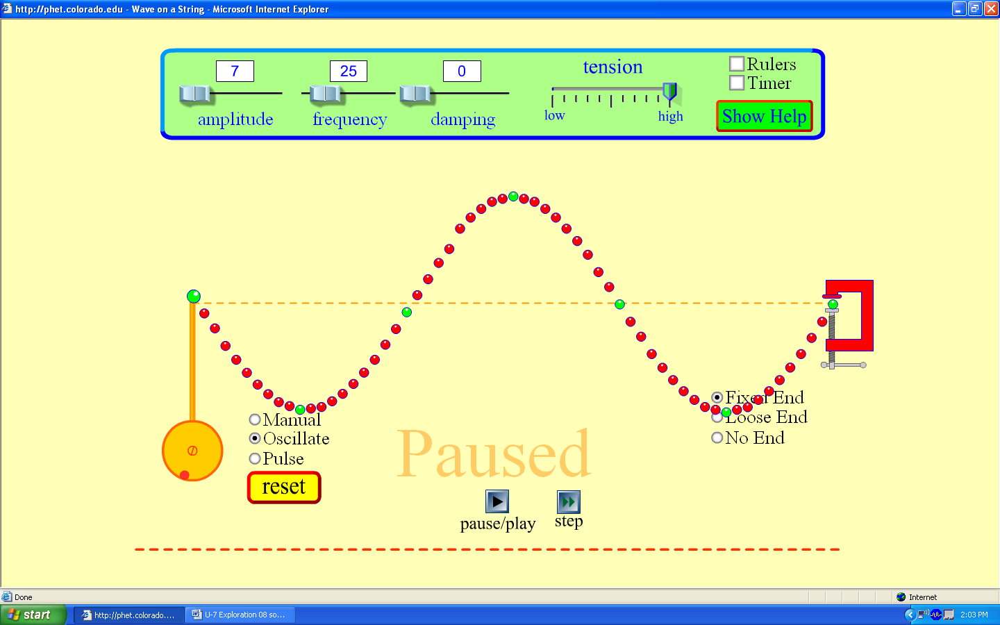 http://phet.colorado.edu - Wave on a String - Microsoft Internet Explorer
7
25
0
tension
Rulers
Timer
amplitude
frequency
damping
low
high
Show Help
Fixed End
Loose End
No End
Manual
Oscillate
Pulse
reset
Paused
pause/play
step
Done
Internet
start
http://phet.colorado....
U-7 Exploration 08 so...
2:03 PM